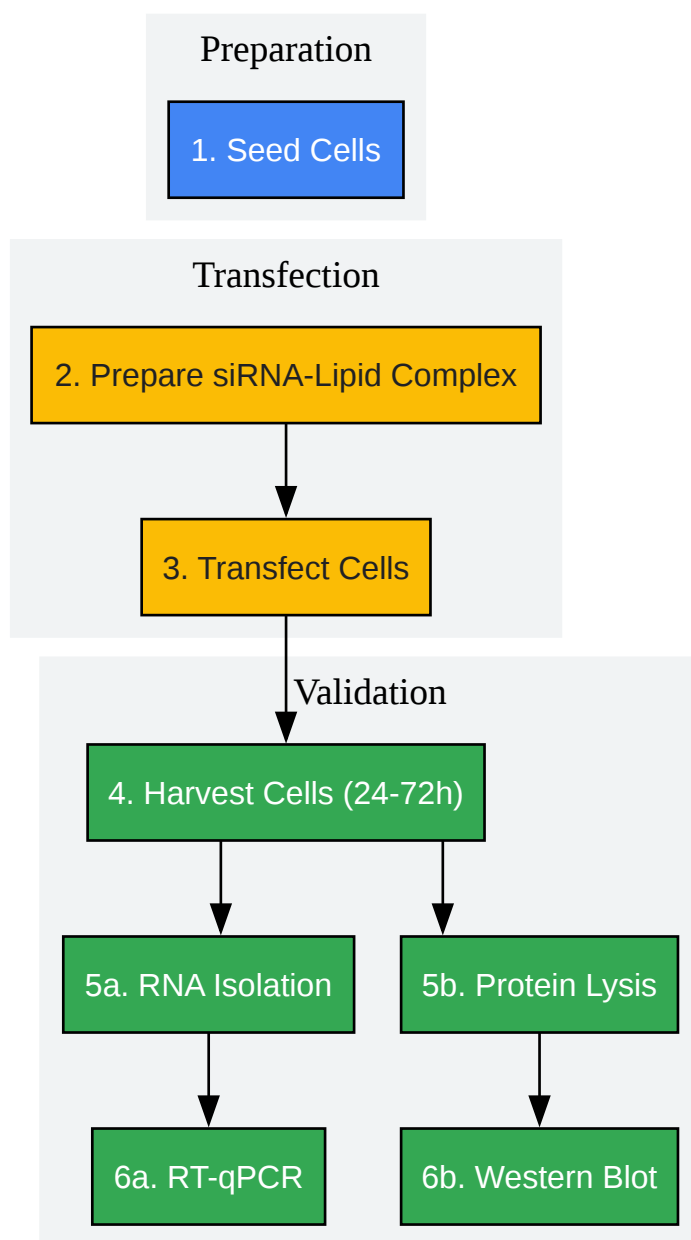 Preparation
1. Seed Cells
Transfection
2. Prepare siRNA-Lipid Complex
3. Transfect Cells
Validation
4. Harvest Cells (24-72h)
5a. RNA Isolation
5b. Protein Lysis
6a. RT-qPCR
6b. Western Blot